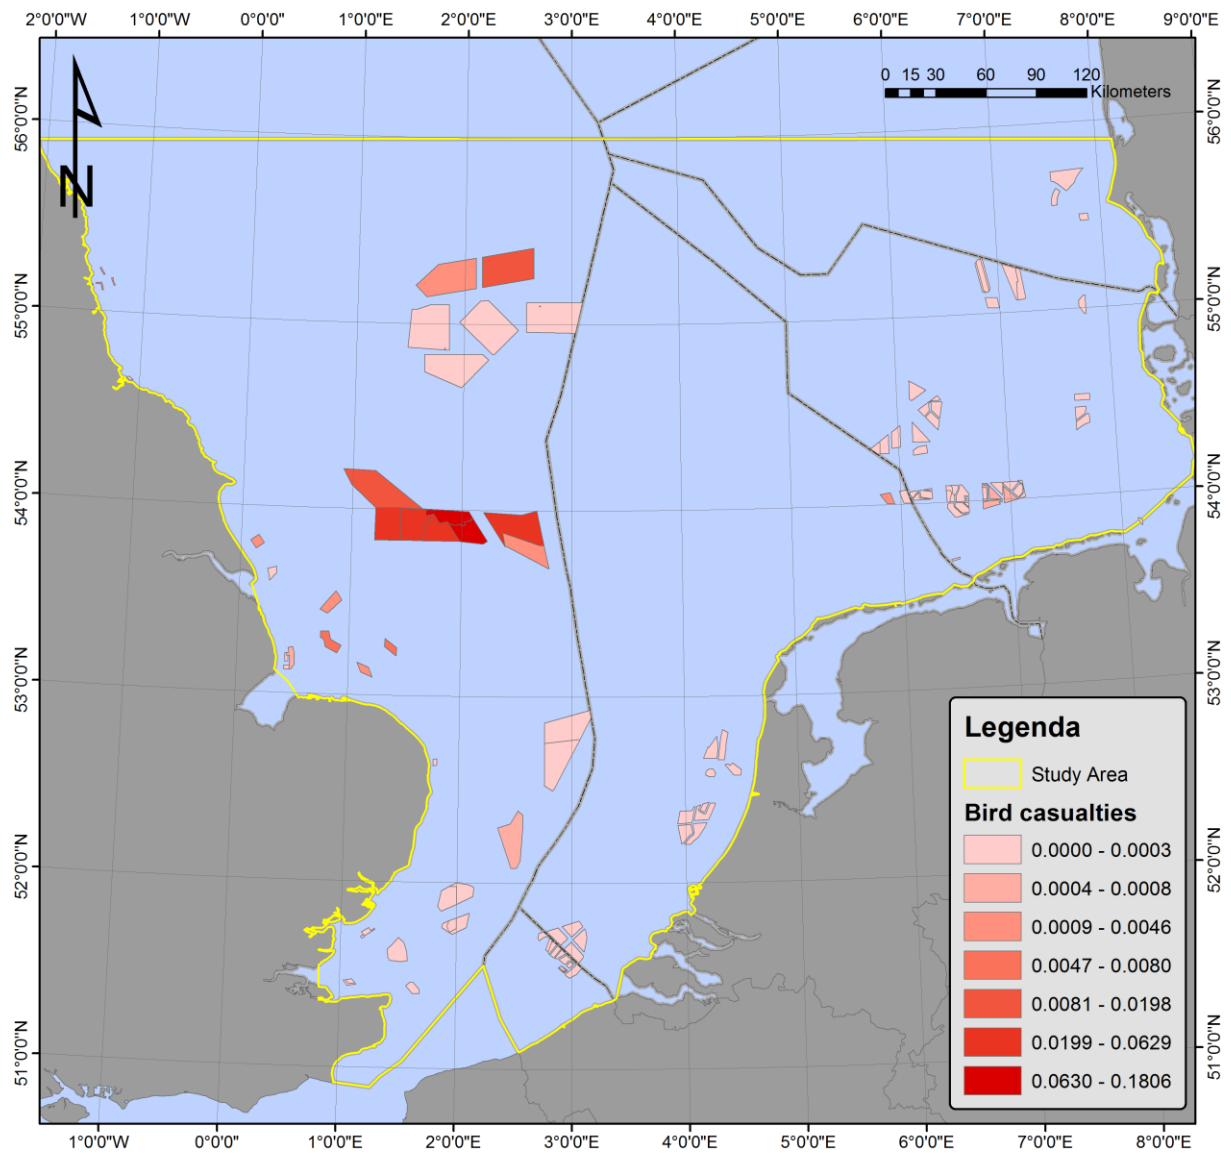 2°0'0"W 1°0'0"W 0°0'0" 1°0'0"E 2°0'0"E 3°0'0"E 4°0'0"E 5°0'0"E 6°0'0"E 7°0'0"E 8°0'0"E 9°0'0"E
0 15 30 60 90 120
Kilometers
N
56°0'0"N 56°0'0"N
55°0'0"N 55°0'0"N
54°0'0"N 54°0'0"N
53°0'0"N 53°0'0"N
52°0'0"N 52°0'0"N
51°0'0"N 51°0'0"N
Legenda
Study Area
Bird casualties
0.0000 - 0.0003
0.0004 - 0.0008
0.0009 - 0.0046
0.0047 - 0.0080
0.0081 - 0.0198
0.0199 - 0.0629
0.0630 - 0.1806
1°0'0"W 0°0'0" 1°0'0"E 2°0'0"E 3°0'0"E 4°0'0"E 5°0'0"E 6°0'0"E 7°0'0"E 8°0'0"E